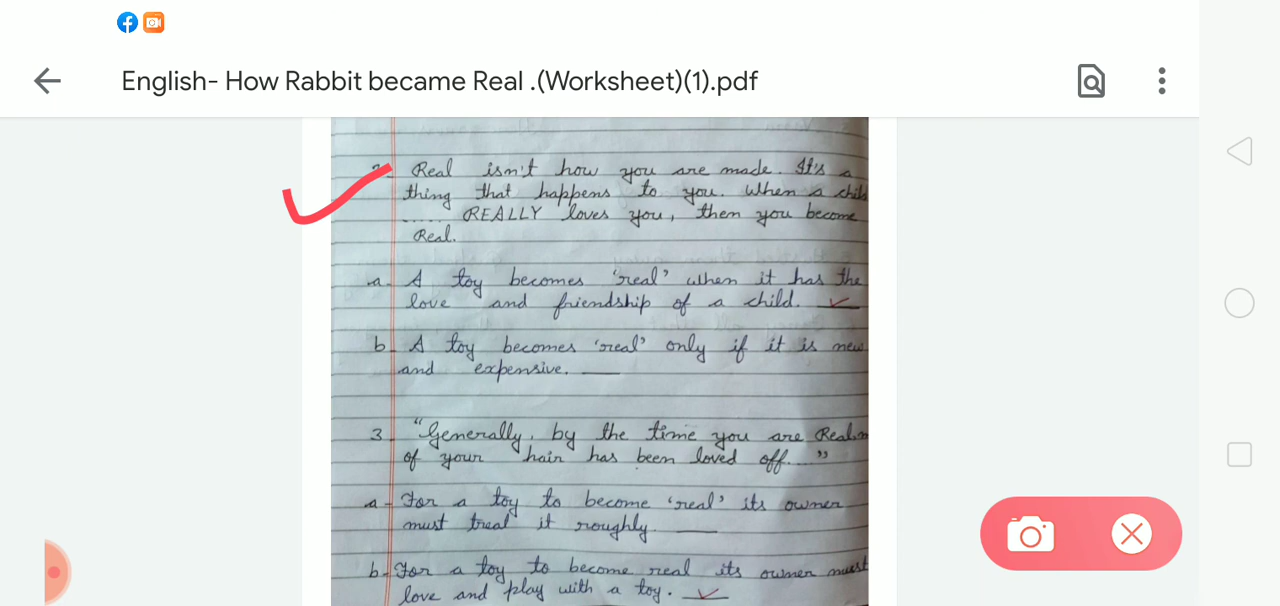 English- How Rabbit became Real .(Worksheet)(1).pdf
Real isn't how you are made. It's a
thing that happens to you. When a child
..... REALLY loves you, then you become
Real.
a- A toy becomes 'real' when it has the
love and friendship of a child.
b- A toy becomes 'real' only if it is new
and expensive.
3. "Generally, by the time you are Real
of your hair has been loved off...."
a- For a toy to become 'real' its owner
must treat it roughly
b- For a toy to become real its owner must
love and play with a toy.